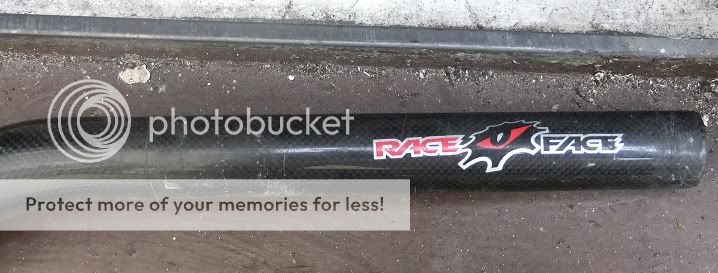 photobucket
RACE FACE
Protect more of your memories for less!